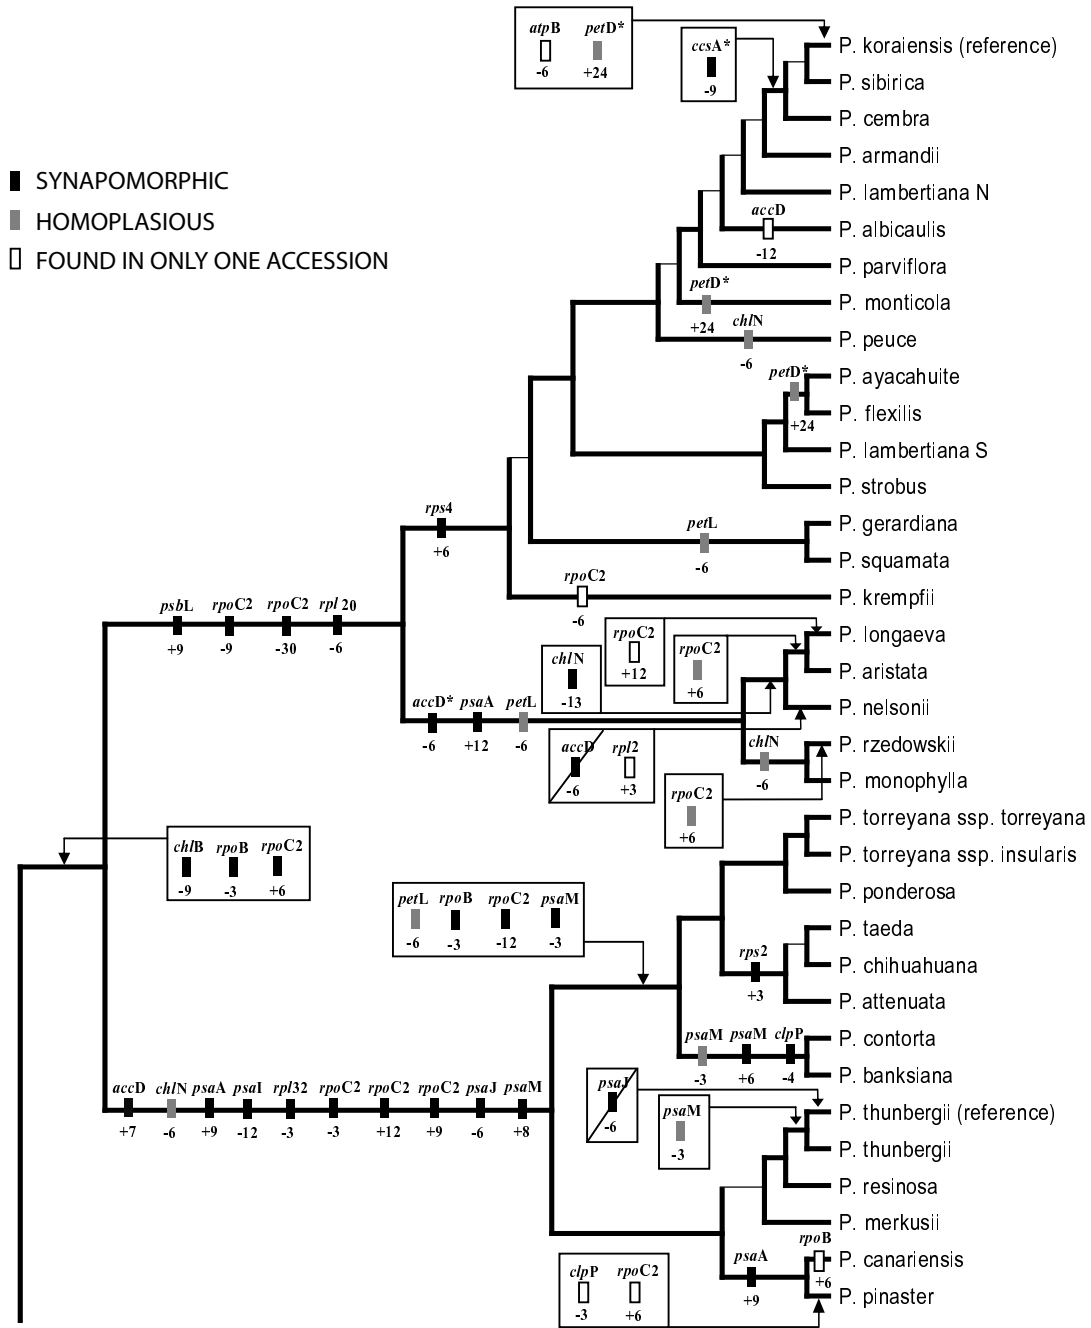 atpB petD*
-6 +24
ccsA*
-9
P. koraiensis (reference)
P. sibirica
P. cembra
P. armandii
P. lambertiana N
SYNAPOMORPHIC
HOMOPLASIOUS
FOUND IN ONLY ONE ACCESSION
accD
-12
P. albicaulis
P. parviflora
petD*
+24
P. monticola
chlN
-6
P. peuce
petD*
+24
P. ayacahuite
P. flexilis
P. lambertiana S
P. strobus
rps4
+6
petL
-6
P. gerardiana
P. squamata
rpoC2
-6
P. krempfii
psbL rpoC2 rpoC2 rpl 20
+9 -9 -30 -6
rpoC2
+12
rpoC2
+6
chlN
-13
P. longaeva
P. aristata
P. nelsonii
accD* psaA petL
-6 +12 -6
accD rpl2
-6 +3
chlN
-6
P. rzedowskii
P. monophylla
rpoC2
+6
P. torreyana ssp. torreyana
P. torreyana ssp. insularis
P. ponderosa
chlB rpoB rpoC2
-9 -3 +6
petL rpoB rpoC2 psaM
-6 -3 -12 -3
rps2
+3
P. taeda
P. chihuahuana
P. attenuata
psaM psaM clpP
-3 +6 -4
P. contorta
P. banksiana
accD chlN psaA psaI rpl32 rpoC2 rpoC2 rpoC2 psaJ psaM
+7 -6 +9 -12 -3 -3 +12 +9 -6 +8
psaJ
-6
psaM
-3
P. thunbergii (reference)
P. thunbergii
P. resinosa
P. merkusii
rpoB
+6
P. canariensis
psaA
+9
clpP rpoC2
-3 +6
P. pinaster